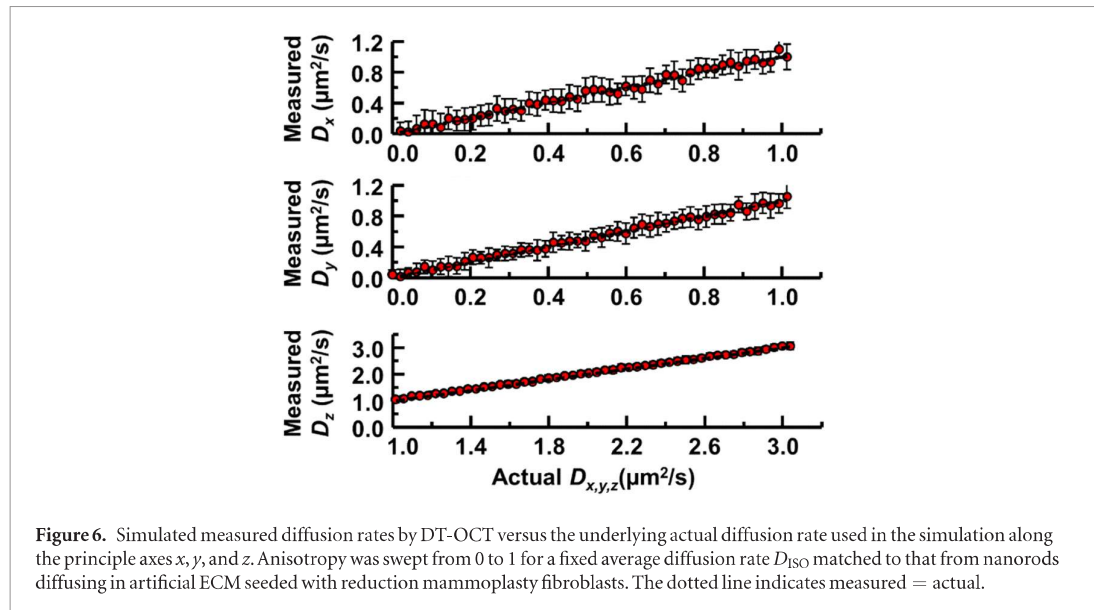 Measured
Dx (µm²/s)
1.2
0.8
0.4
0.0
0.0 0.2 0.4 0.6 0.8 1.0
Measured
Dy (µm²/s)
1.2
0.8
0.4
0.0
0.0 0.2 0.4 0.6 0.8 1.0
Measured
Dz (µm²/s)
3.0
2.0
1.0
0.0
1.0 1.4 1.8 2.2 2.6 3.0
Actual Dx,y,z(µm²/s)
Figure 6. Simulated measured diffusion rates by DT-OCT versus the underlying actual diffusion rate used in the simulation along
the principle axes x, y, and z. Anisotropy was swept from 0 to 1 for a fixed average diffusion rate DISO matched to that from nanorods
diffusing in artificial ECM seeded with reduction mammoplasty fibroblasts. The dotted line indicates measured = actual.